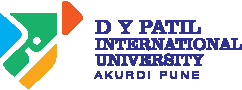 D Y PATIL
INTERNATIONAL
UNIVERSITY
AKURDI PUNE